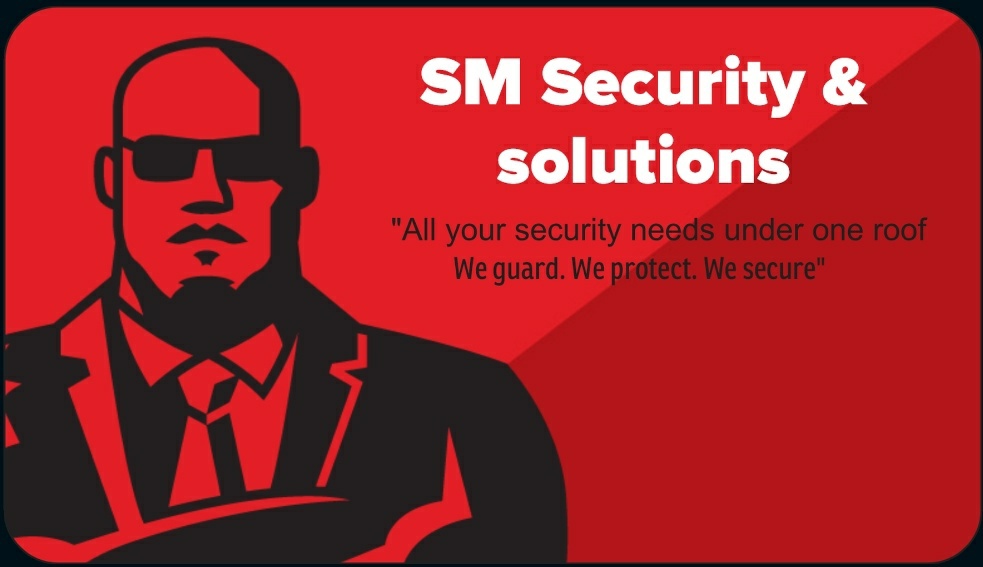 SM Security &
solutions
"All your security needs under one roof
We guard. We protect. We secure"